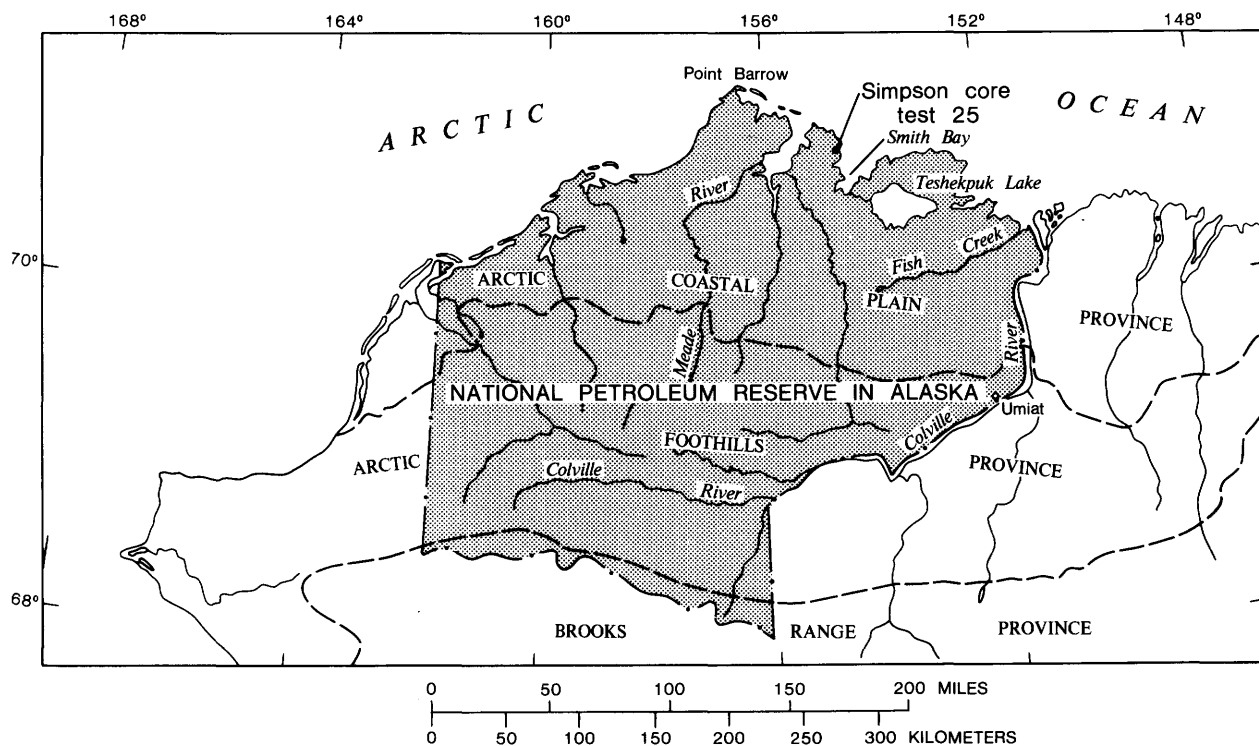 168° 164° 160° 156° 152° 148°
Point Barrow
Simpson core
test 25
ARCTIC
OCEAN
Smith Bay
River
Teshekpuk Lake
Creek
Fish
70°
ARCTIC
COASTAL
PLAIN
PROVINCE
River
Meade
NATIONAL PETROLEUM RESERVE IN ALASKA
Umiat
Colville
FOOTHILLS
ARCTIC
PROVINCE
Colville
River
68°
BROOKS
RANGE
PROVINCE
0 50 100 150 200 MILES
0 50 100 150 200 250 300 KILOMETERS